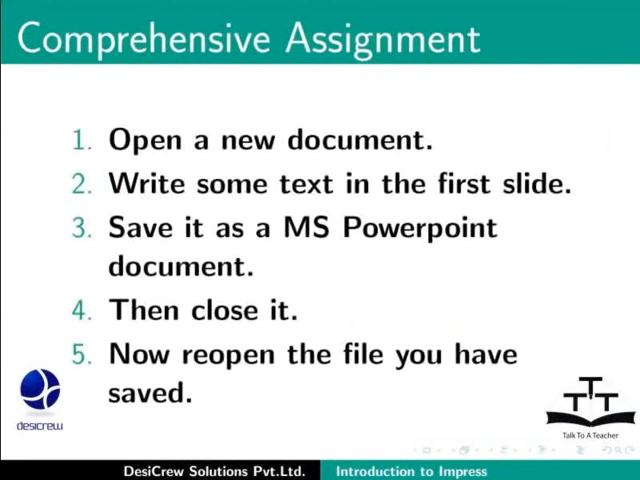 Comprehensive Assignment
1. Open a new document.
2. Write some text in the first slide.
3. Save it as a MS Powerpoint
document.
4. Then close it.
5. Now reopen the file you have
saved.
desicrew
TTT
Talk To A Teacher
DesiCrew Solutions Pvt.Ltd. Introduction to Impress